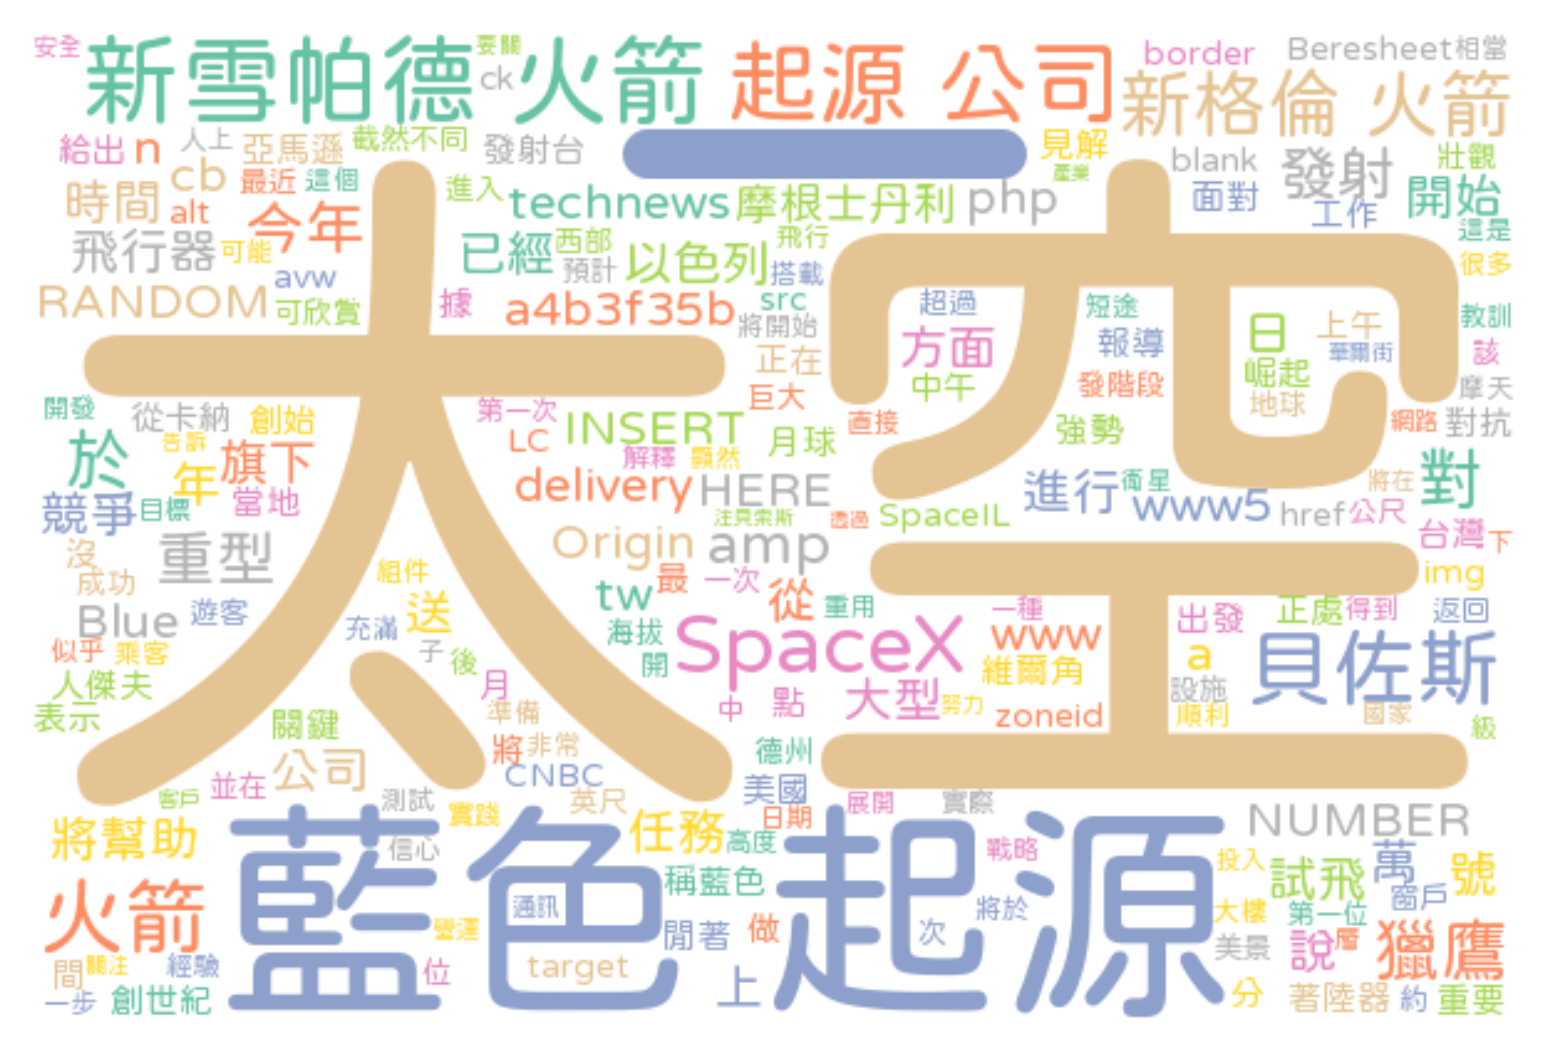 安全 新雪帕德 要關 ck 火箭 起源 公司 border Beresheet 相當
新格倫 火箭
給出 n 人上 亞馬遜 截然不同 發射台 一 見解 blank 發射 壯觀
時間 cb 最近 這個 進入 technews 摩根士丹利 php 產業 面對 開始
alt 今年 工作
飛行器 可能 已經 西部 以色列 飛行 這是
avw 預計 搭載 很多
RANDOM 可欣賞 據 a4b3f35b src 超過 短途 日 上午 教訓
將開始 方面 報導 華爾街 該
太空
正在 中午 發階段 崛起 摩天
開發 從卡納 創始 第一次 巨大 地球
LC INSERT 月球 直接 強勢 網路 對抗
於 告訴 旗下 解釋 顯然
年 當地 delivery HERE 進行 衛星 將在 對
競爭 目標 注貝索斯 透過 SpaceIL www5 href 公尺
沒 重型 Origin amp 台灣 下
成功 組件 最 一次 img
Blue 遊客 送 tw 從 重用 一種 出發 正處 得到 返回
充滿 海拔 SpaceX www
似乎 乘客 子 後 開 維爾角 a 貝佐斯
人傑夫 月 中 點 大型 努力 設施
表示 關鍵 準備 zoneid 順利 國家 級
將 非常 德州
公司 CNBC 美國
並在
客戶 測試 實踐 英尺 日期 展開 實際 NUMBER
將幫助 信心 任務 高度 戰略 投入 萬
藍色起源
稱藍色 試飛 號
火箭 通訊 將於 大樓 第一位 窗戶
營運 閒著 做 次 美景 說 層 獵鷹
間 關注 經驗 位 target 上
一步 創世紀 分 著陸器 約 重要